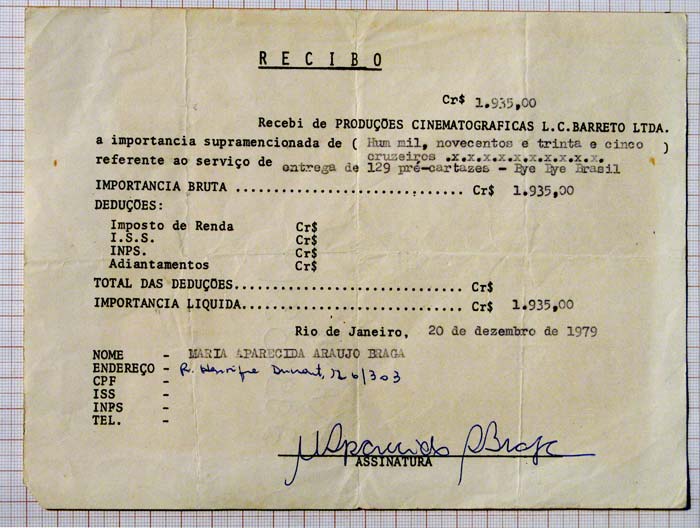 R E C I B O
Cr$ 1.935,00
Recebi de PRODUÇÕES CINEMATOGRAFICAS L.C.BARRETO LTDA.
a importancia supramencionada de ( Hum mil, novecentos e trinta e cinco )
cruzeiros .x.x.x.x.x.x.x.x.x.x.
referente ao serviço de entrega de 129 pré-cartazes - Bye Bye Brasil
IMPORTANCIA BRUTA ............................. Cr$ 1.935,00
DEDUÇÕES:
Imposto de Renda Cr$
I.S.S. Cr$
INPS. Cr$
Adiantamentos Cr$
TOTAL DAS DEDUÇÕES............................. Cr$
IMPORTANCIA LIQUIDA............................ Cr$ 1.935,00
Rio de Janeiro, 20 de dezembro de 1979
NOME - MARIA APARECIDA ARAUJO BRAGA
ENDEREÇO - R. Henrique Dumont, 126/303
CPF -
ISS -
INPS -
TEL. -
M Aparecida A Braga
ASSINATURA